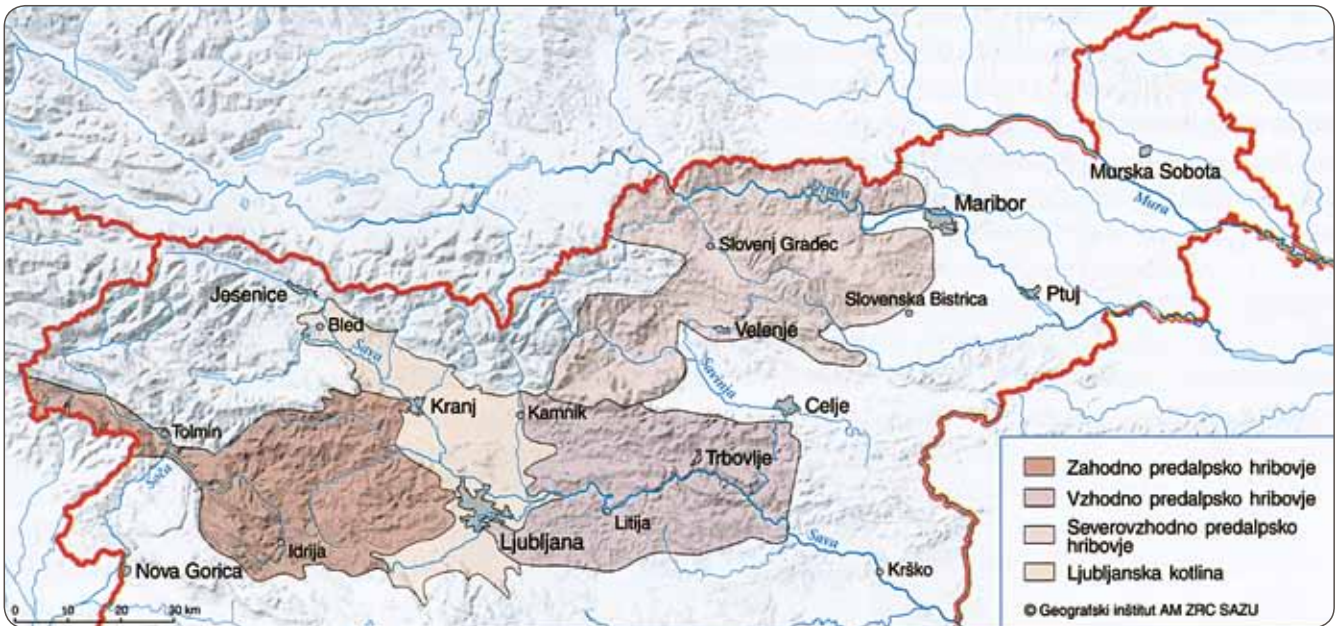 Murska Sobota
Drava
Maribor
Mura
Slovenj Gradec
Jesenice
Slovenska Bistrica
Ptuj
Bled
Velenje
Sava
Savinja
Kranj
Kamnik
Celje
Tolmin
Trbovlje
Soča
Litija
Ljubljana
Idrija
Sava
Nova Gorica
Krško
0 10 20 30 km
Zahodno predalpsko hribovje
Vzhodno predalpsko hribovje
Severovzhodno predalpsko
hribovje
Ljubljanska kotlina
© Geografski inštitut AM ZRC SAZU